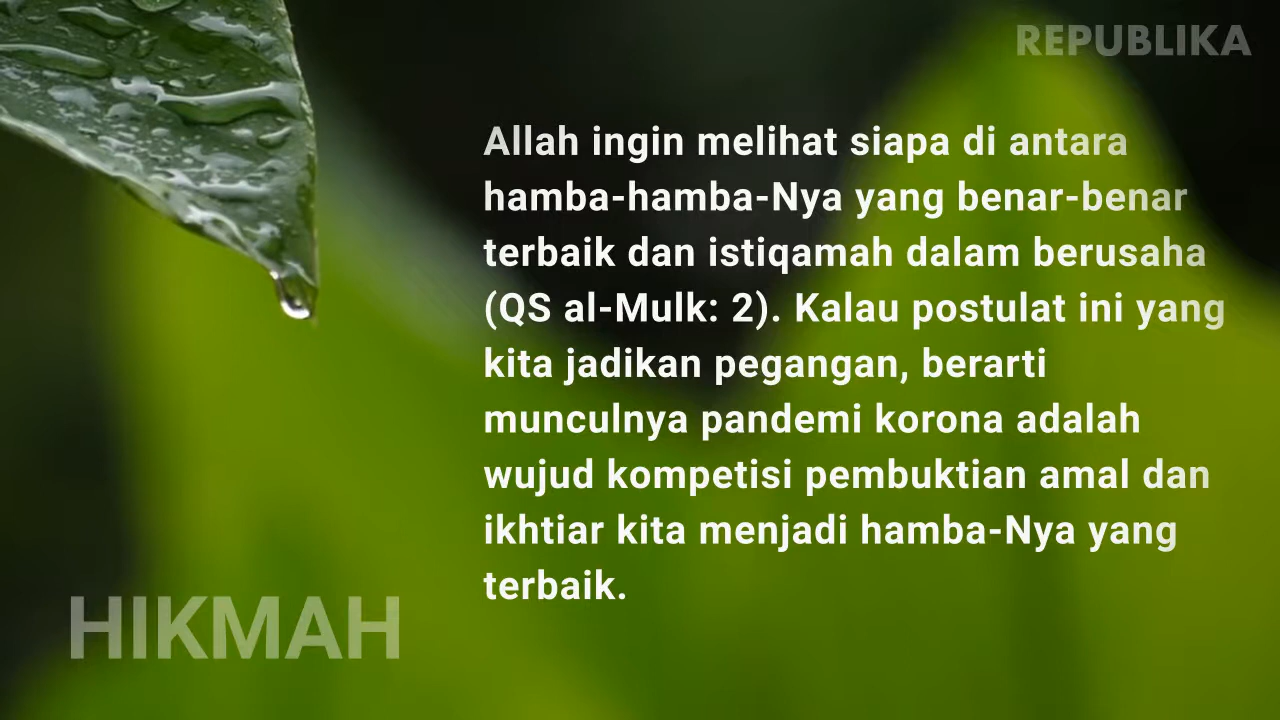 REPUBLIKA
Allah ingin melihat siapa di antara
hamba-hamba-Nya yang benar-benar
terbaik dan istiqamah dalam berusaha
(QS al-Mulk: 2). Kalau postulat ini yang
kita jadikan pegangan, berarti
munculnya pandemi korona adalah
wujud kompetisi pembuktian amal dan
ikhtiar kita menjadi hamba-Nya yang
terbaik.
HIKMAH